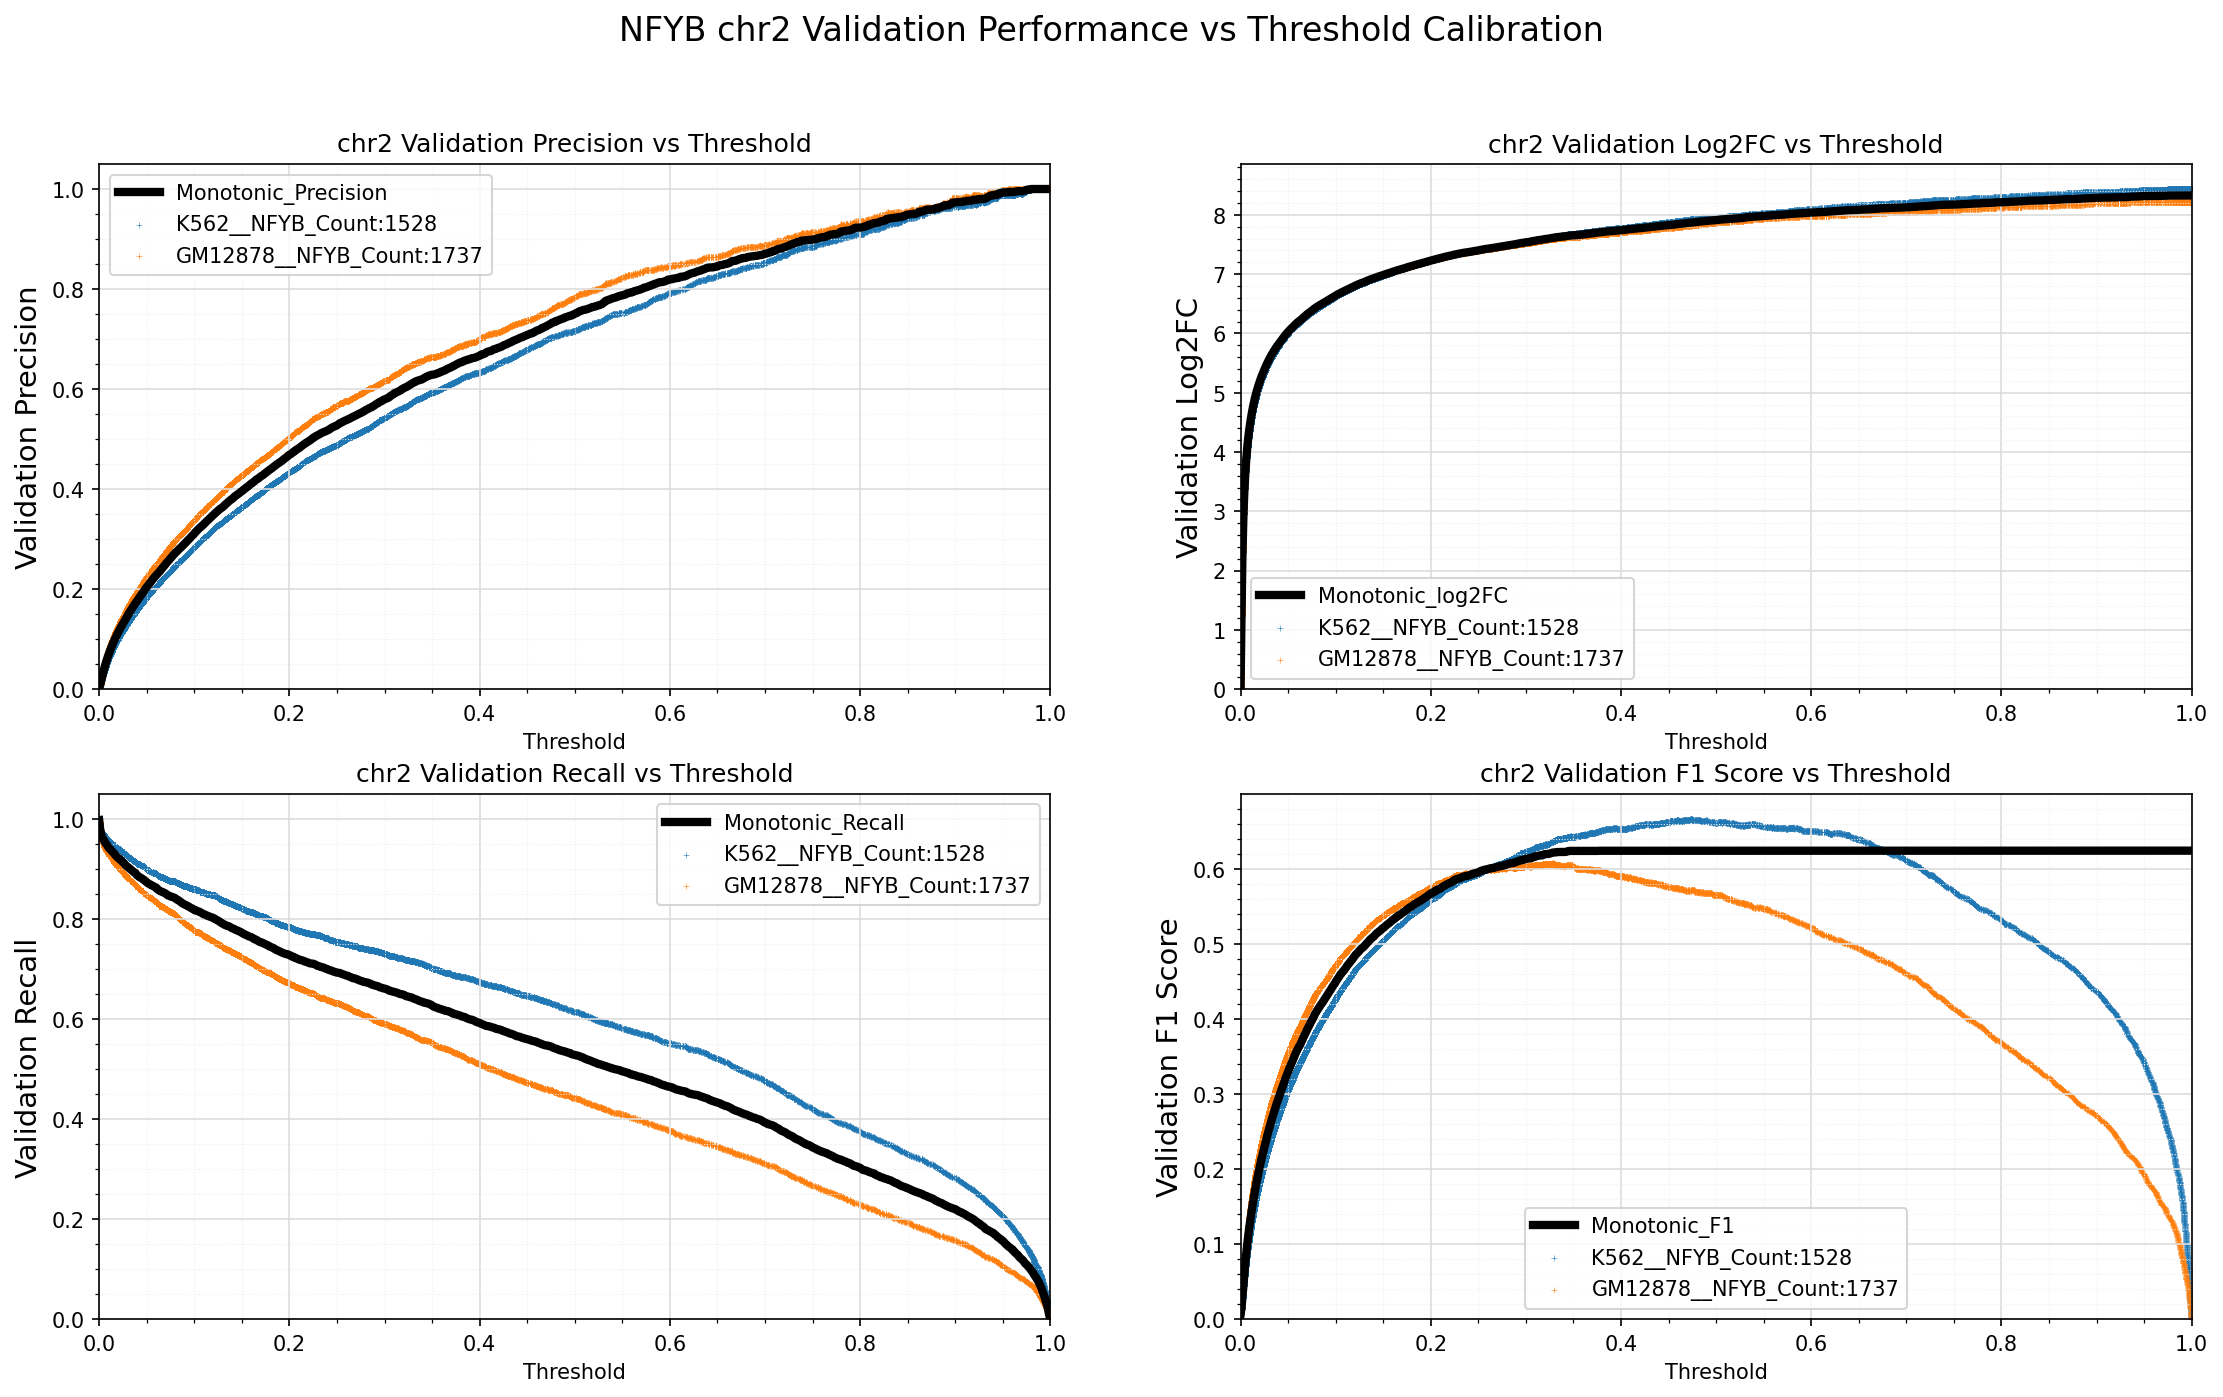 NFYB chr2 Validation Performance vs Threshold Calibration
chr2 Validation Precision vs Threshold
Validation Precision
1.0
0.8
0.6
0.4
0.2
0.0
Monotonic_Precision
K562__NFYB_Count:1528
GM12878__NFYB_Count:1737
0.0 0.2 0.4 0.6 0.8 1.0
Threshold
chr2 Validation Log2FC vs Threshold
Validation Log2FC
8
7
6
5
4
3
2
1
0
Monotonic_log2FC
K562__NFYB_Count:1528
GM12878__NFYB_Count:1737
0.0 0.2 0.4 0.6 0.8 1.0
Threshold
chr2 Validation Recall vs Threshold
Validation Recall
1.0
0.8
0.6
0.4
0.2
0.0
Monotonic_Recall
K562__NFYB_Count:1528
GM12878__NFYB_Count:1737
0.0 0.2 0.4 0.6 0.8 1.0
Threshold
chr2 Validation F1 Score vs Threshold
Validation F1 Score
0.6
0.5
0.4
0.3
0.2
0.1
0.0
Monotonic_F1
K562__NFYB_Count:1528
GM12878__NFYB_Count:1737
0.0 0.2 0.4 0.6 0.8 1.0
Threshold